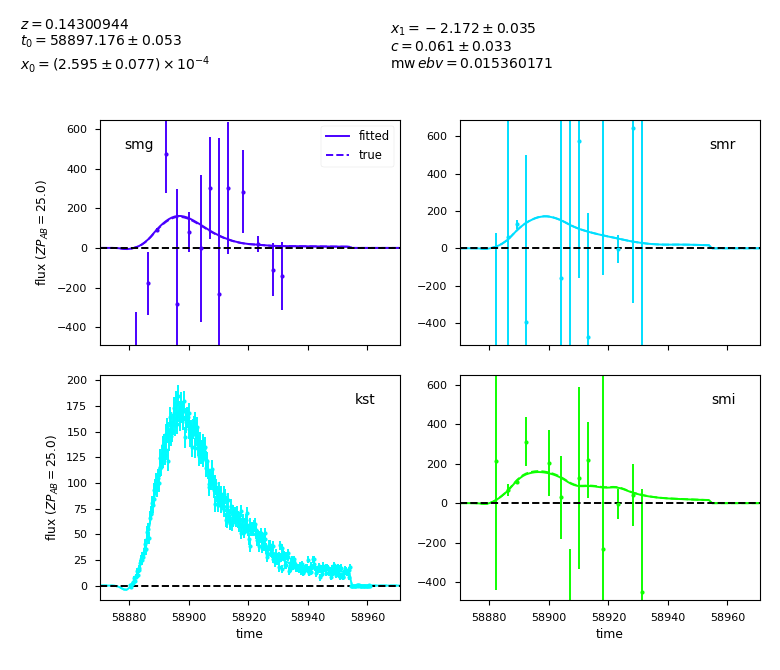 z = 0.14300944
t₀ = 58897.176 ± 0.053
x₀ = (2.595 ± 0.077) × 10⁻⁴
x₁ = −2.172 ± 0.035
c = 0.061 ± 0.033
mw ebv = 0.015360171
smg
fitted
true
600
400
200
0
−200
−400
flux (ZP_AB = 25.0)
smr
600
400
200
0
−200
−400
kst
200
175
150
125
100
75
50
25
0
flux (ZP_AB = 25.0)
58880 58900 58920 58940 58960
time
smi
600
400
200
0
−200
−400
58880 58900 58920 58940 58960
time